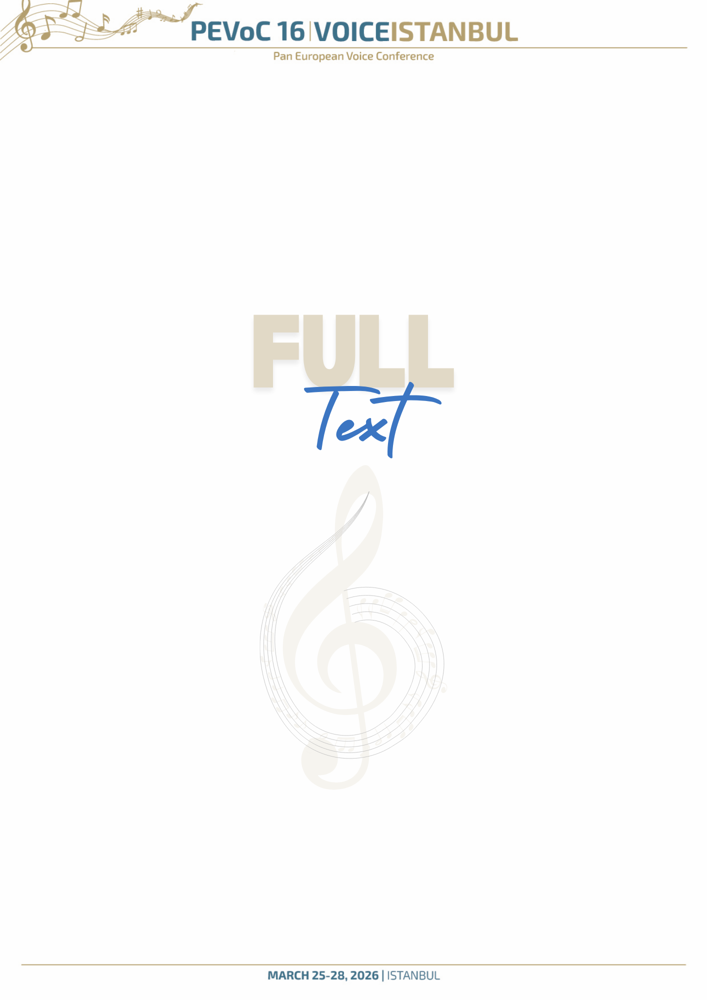 PEVoC 16 | VOICEISTANBUL
Pan European Voice Conference
FULL
Text
MARCH 25-28, 2026 | ISTANBUL